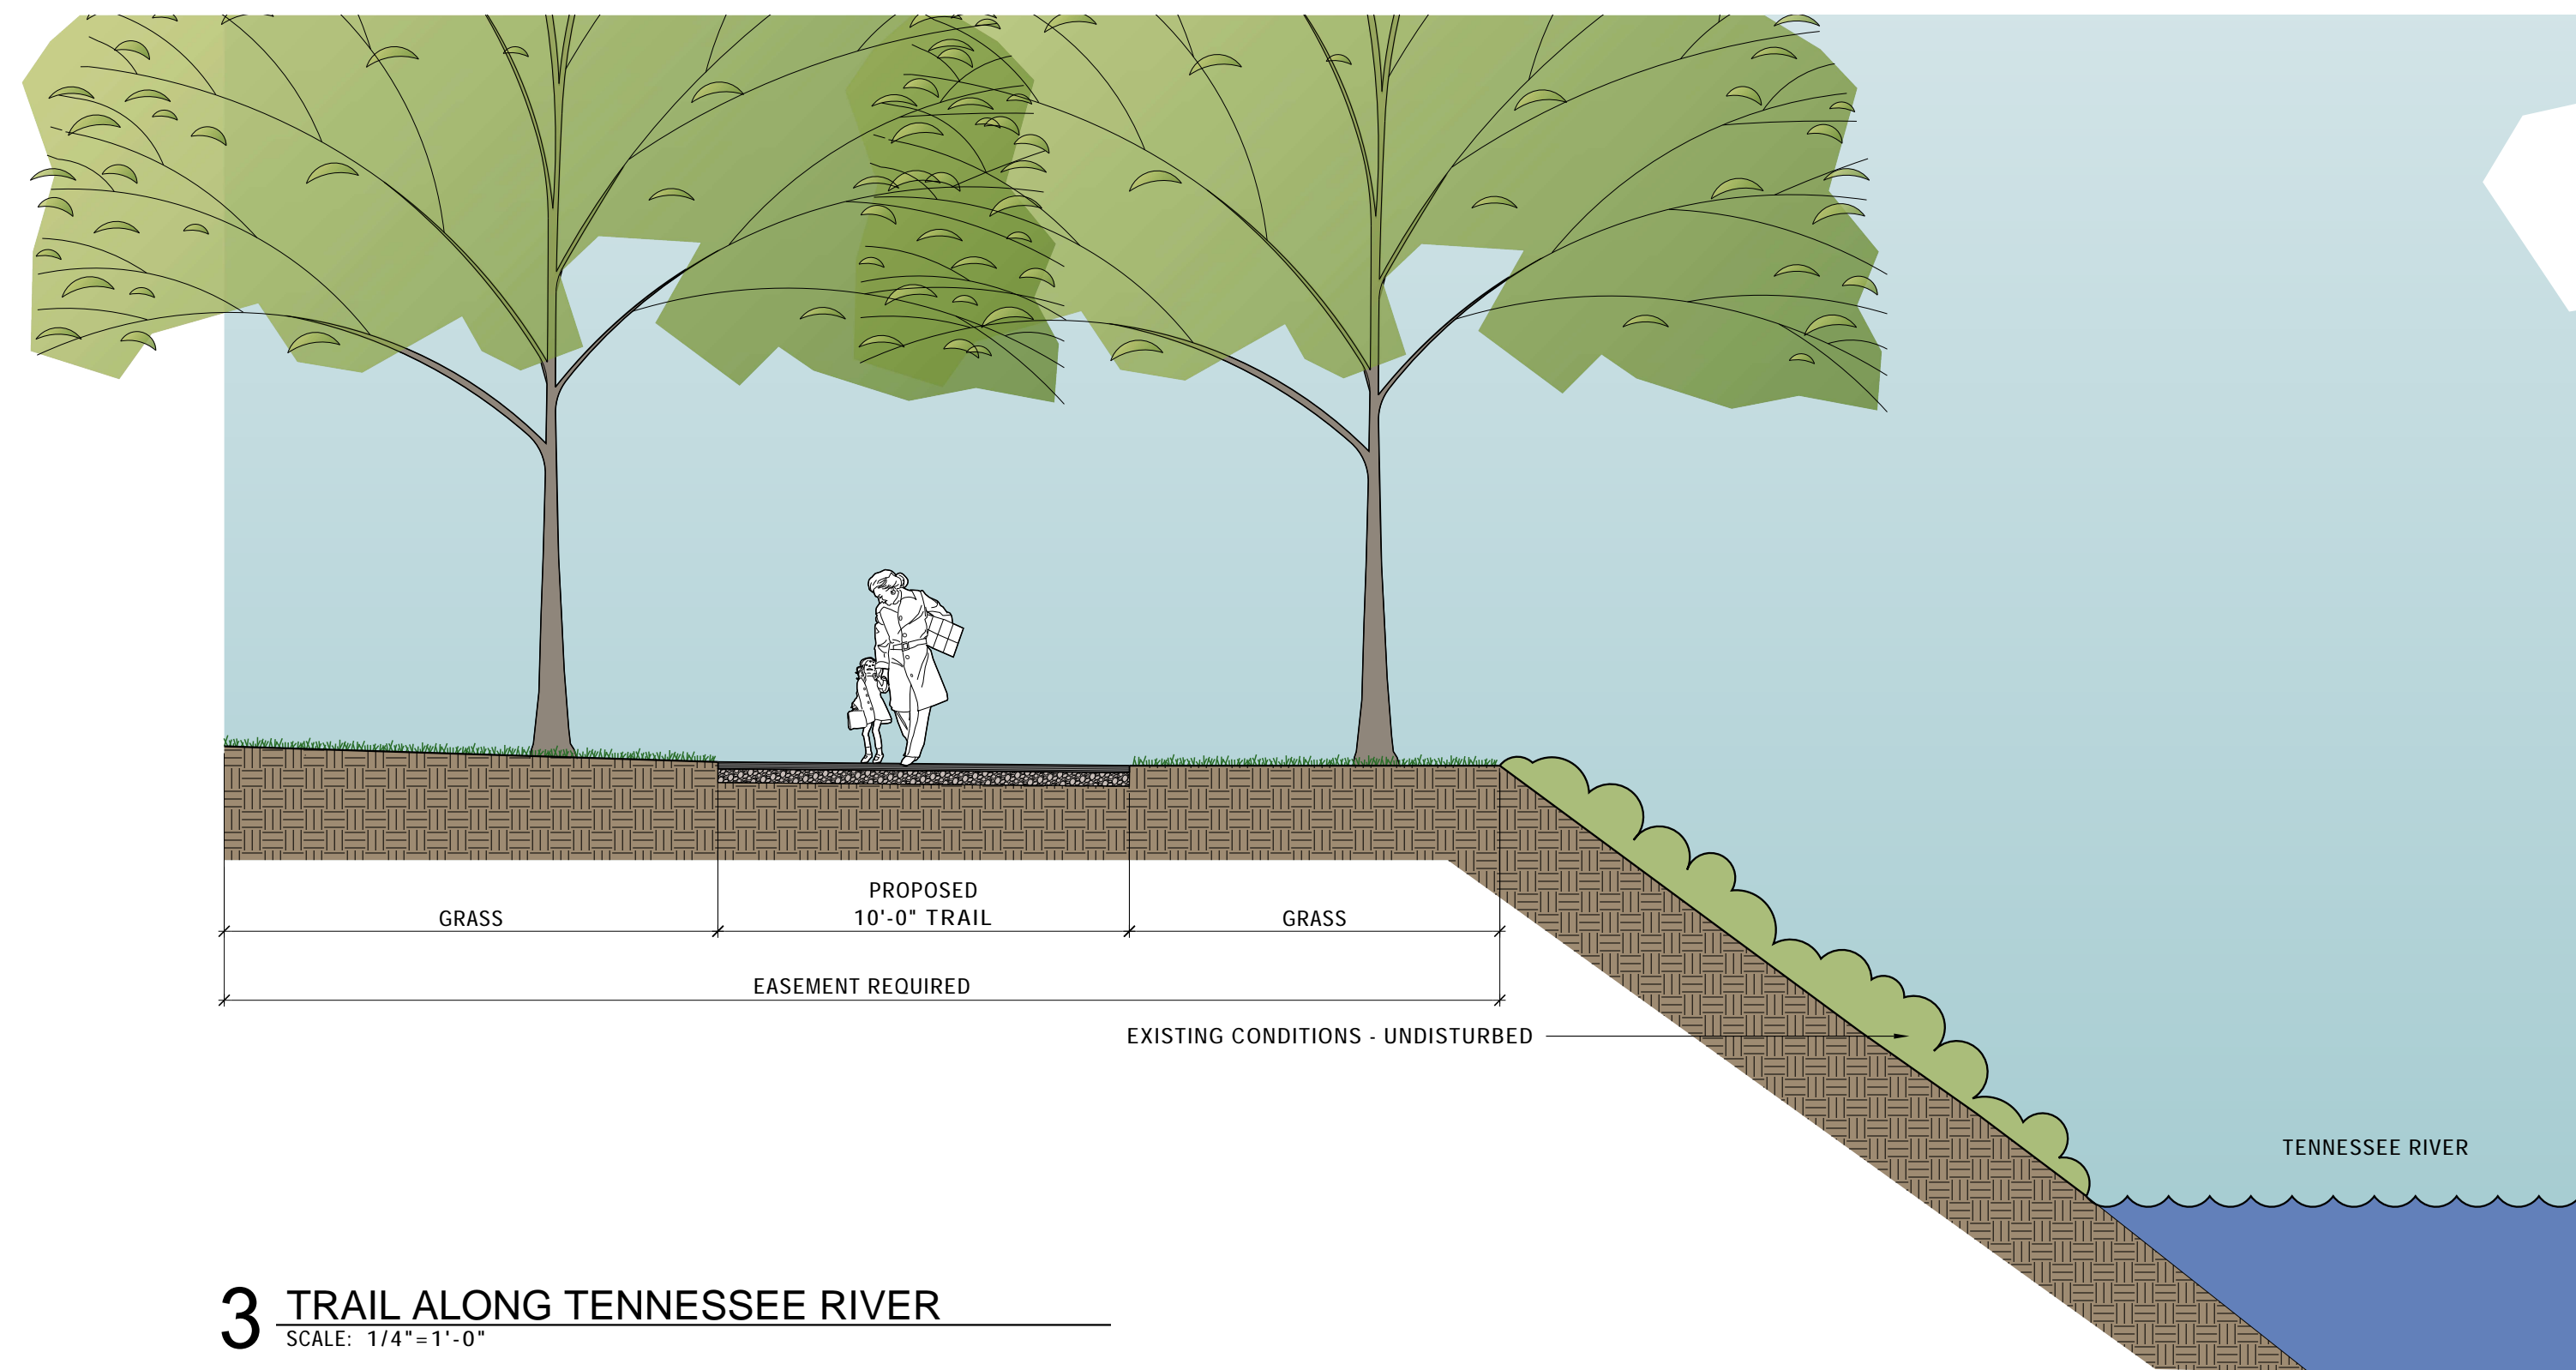 GRASS
PROPOSED
10'-0" TRAIL
GRASS
EASEMENT REQUIRED
EXISTING CONDITIONS - UNDISTURBED
TENNESSEE RIVER
3 TRAIL ALONG TENNESSEE RIVER
SCALE: 1/4"=1'-0"